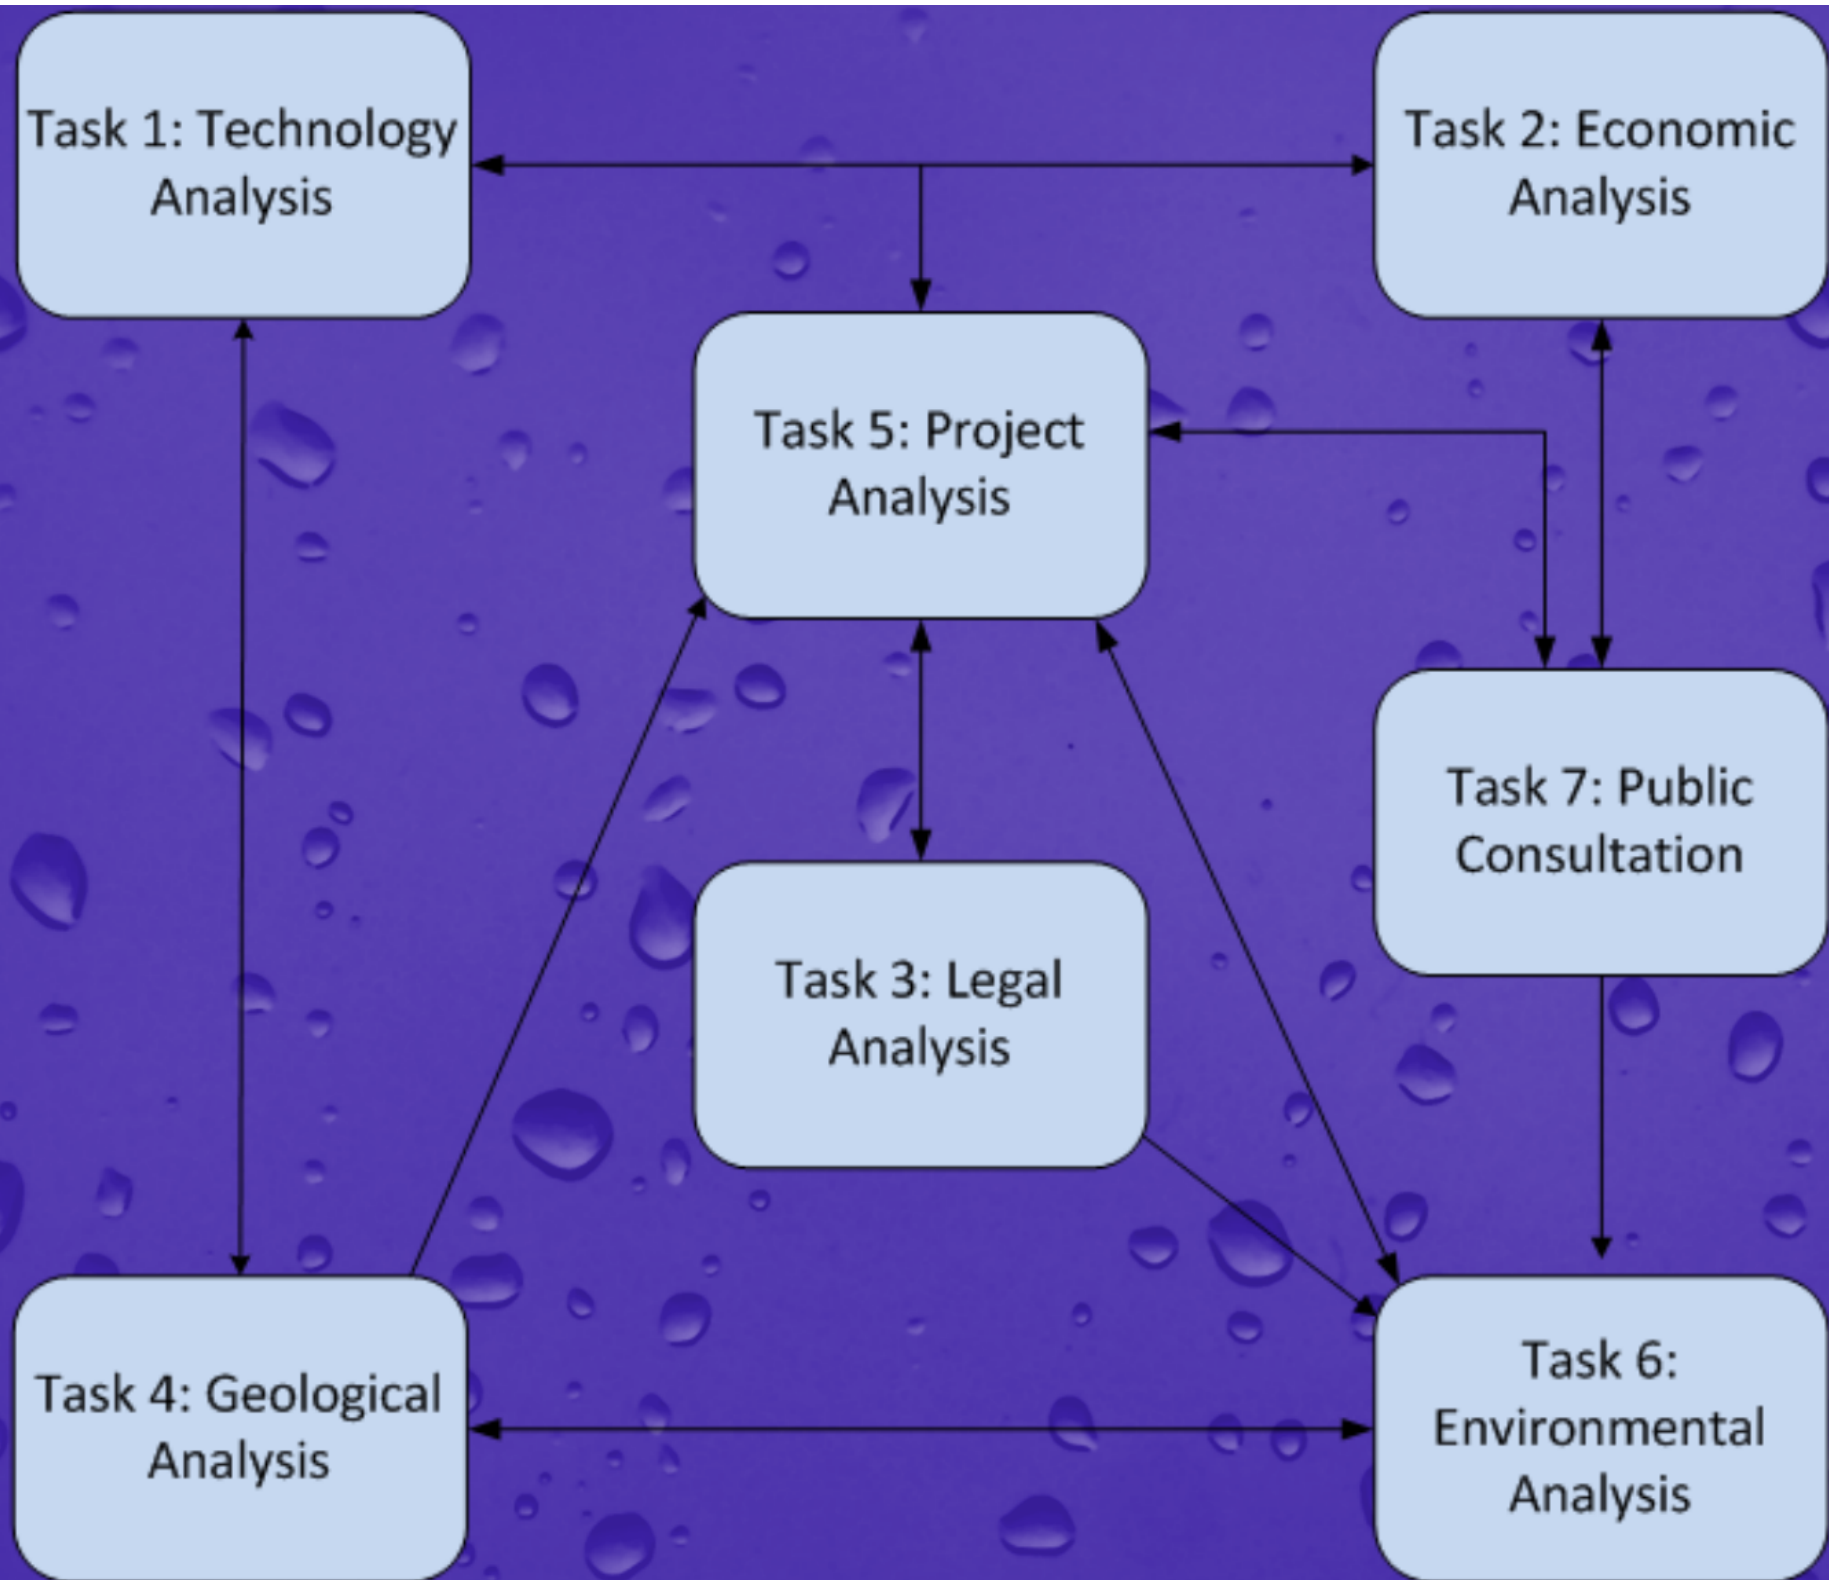 Task 1: Technology
Analysis
Task 2: Economic
Analysis
Task 5: Project
Analysis
Task 7: Public
Consultation
Task 3: Legal
Analysis
Task 4: Geological
Analysis
Task 6:
Environmental
Analysis